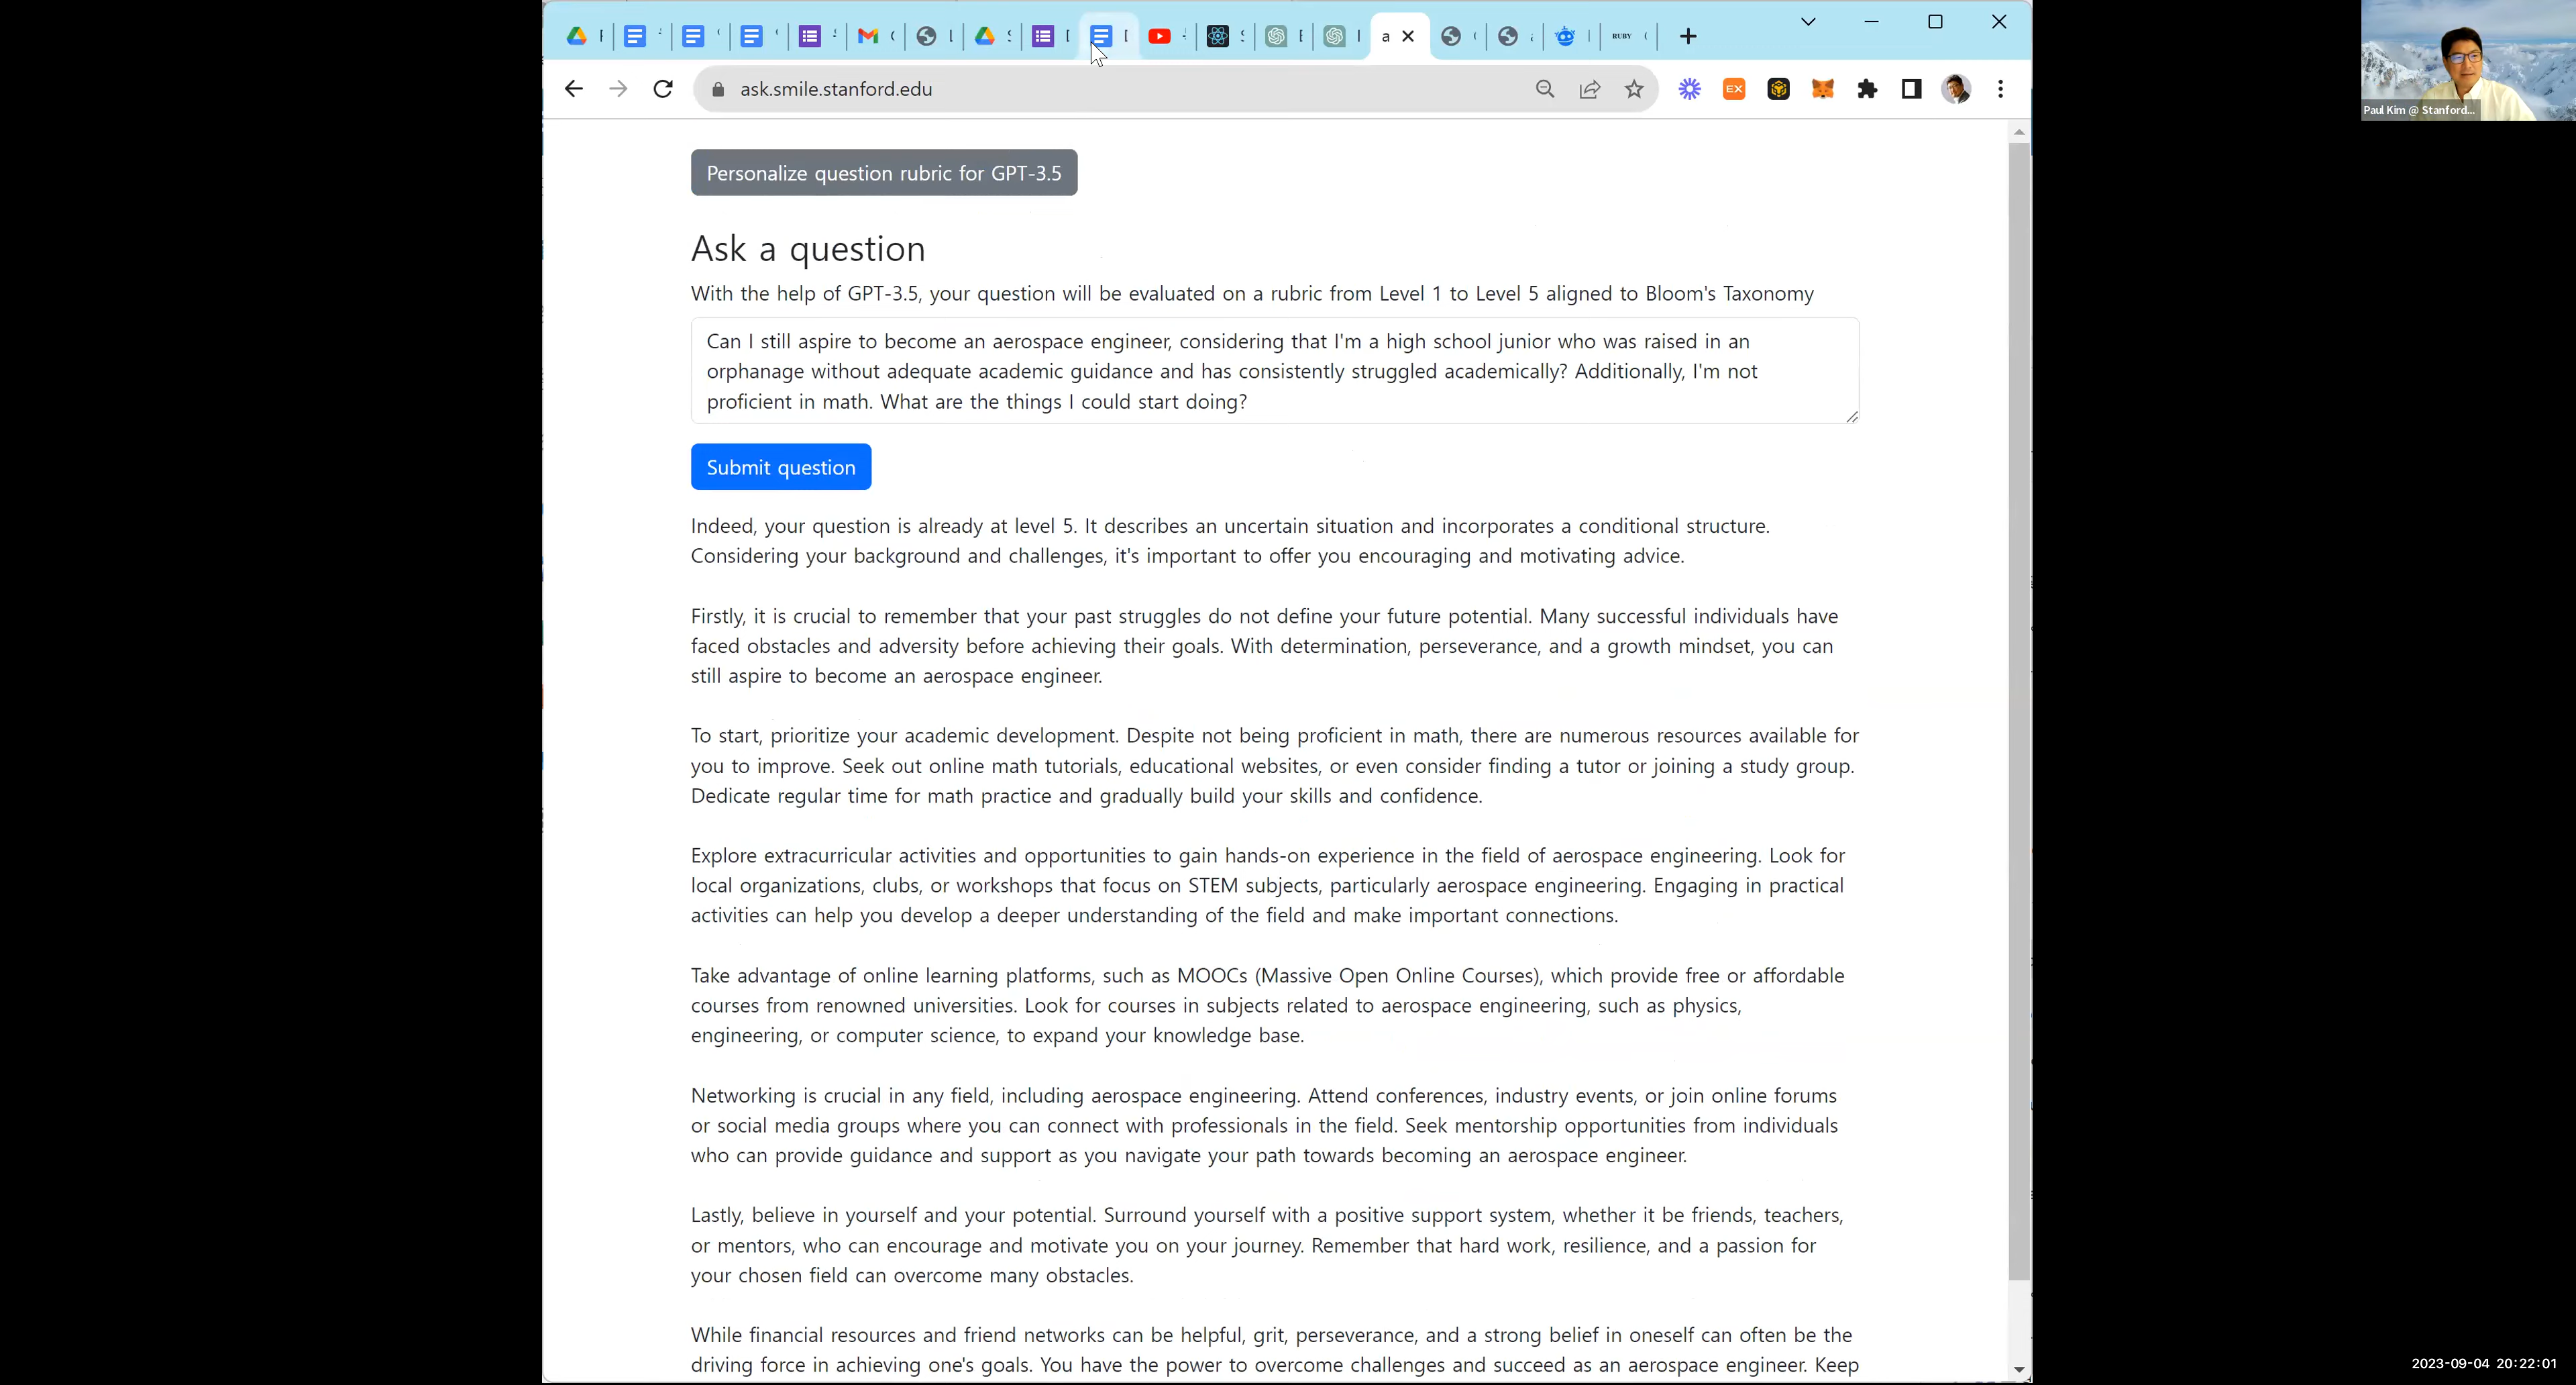 ask.smile.stanford.edu
Paul Kim @ Stanford...
Personalize question rubric for GPT-3.5
Ask a question
With the help of GPT-3.5, your question will be evaluated on a rubric from Level 1 to Level 5 aligned to Bloom's Taxonomy
Can I still aspire to become an aerospace engineer, considering that I'm a high school junior who was raised in an
orphanage without adequate academic guidance and has consistently struggled academically? Additionally, I'm not
proficient in math. What are the things I could start doing?
Submit question
Indeed, your question is already at level 5. It describes an uncertain situation and incorporates a conditional structure.
Considering your background and challenges, it's important to offer you encouraging and motivating advice.
Firstly, it is crucial to remember that your past struggles do not define your future potential. Many successful individuals have
faced obstacles and adversity before achieving their goals. With determination, perseverance, and a growth mindset, you can
still aspire to become an aerospace engineer.
To start, prioritize your academic development. Despite not being proficient in math, there are numerous resources available for
you to improve. Seek out online math tutorials, educational websites, or even consider finding a tutor or joining a study group.
Dedicate regular time for math practice and gradually build your skills and confidence.
Explore extracurricular activities and opportunities to gain hands-on experience in the field of aerospace engineering. Look for
local organizations, clubs, or workshops that focus on STEM subjects, particularly aerospace engineering. Engaging in practical
activities can help you develop a deeper understanding of the field and make important connections.
Take advantage of online learning platforms, such as MOOCs (Massive Open Online Courses), which provide free or affordable
courses from renowned universities. Look for courses in subjects related to aerospace engineering, such as physics,
engineering, or computer science, to expand your knowledge base.
Networking is crucial in any field, including aerospace engineering. Attend conferences, industry events, or join online forums
or social media groups where you can connect with professionals in the field. Seek mentorship opportunities from individuals
who can provide guidance and support as you navigate your path towards becoming an aerospace engineer.
Lastly, believe in yourself and your potential. Surround yourself with a positive support system, whether it be friends, teachers,
or mentors, who can encourage and motivate you on your journey. Remember that hard work, resilience, and a passion for
your chosen field can overcome many obstacles.
While financial resources and friend networks can be helpful, grit, perseverance, and a strong belief in oneself can often be the
driving force in achieving one's goals. You have the power to overcome challenges and succeed as an aerospace engineer. Keep
2023-09-04 20:22:01